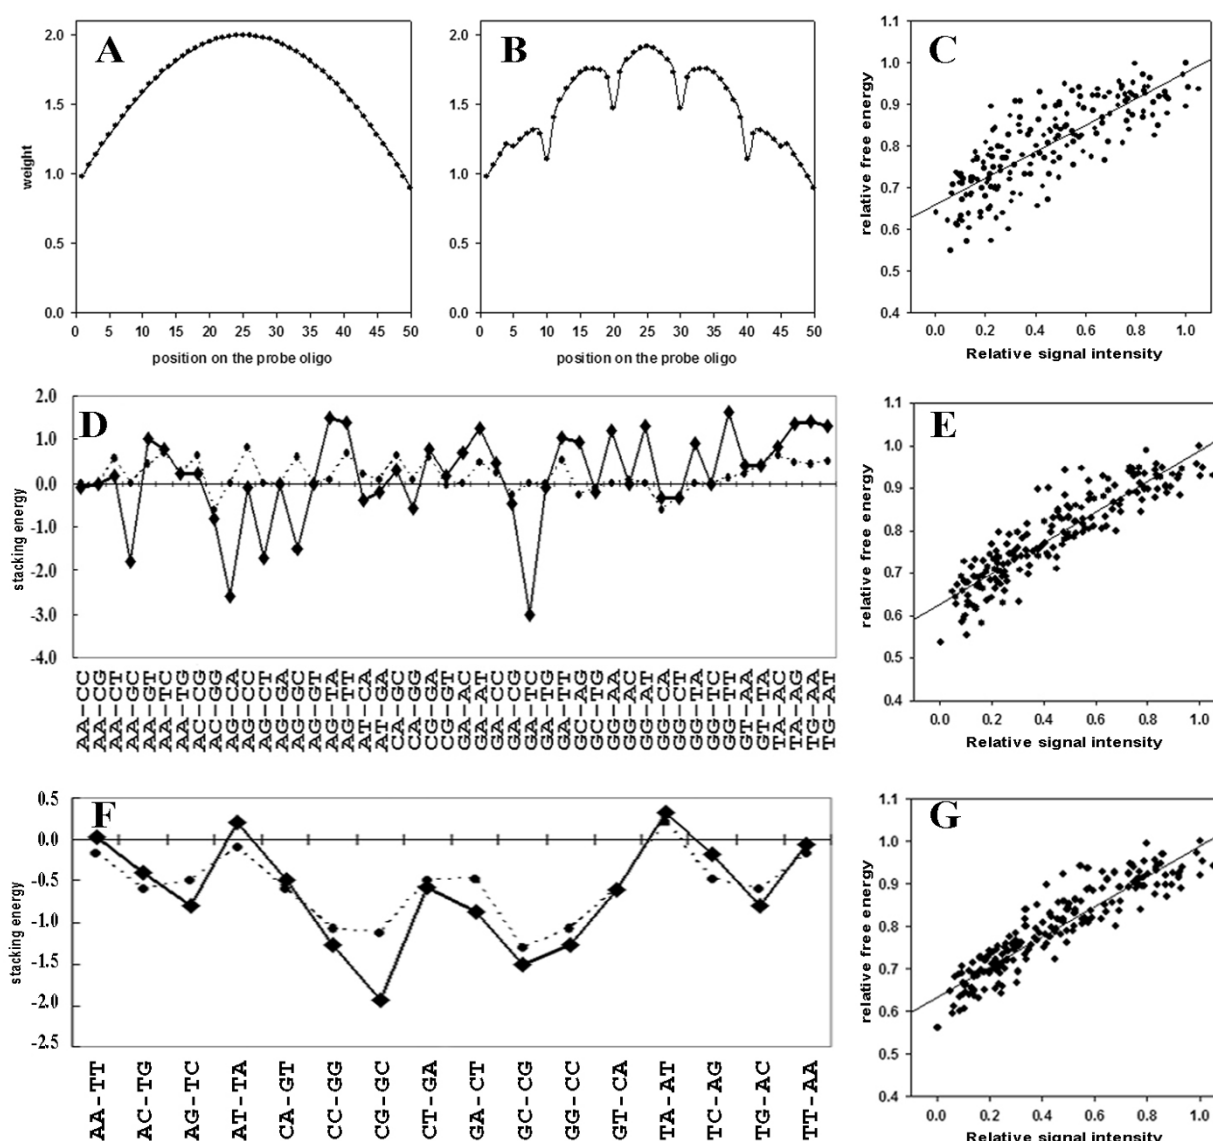 A
2.0
1.5
1.0
0.5
0.0
weight
0 5 10 15 20 25 30 35 40 45 50
position on the probe oligo
B
2.0
1.5
1.0
0.5
0.0
0 5 10 15 20 25 30 35 40 45 50
position on the probe oligo
C
1.1
1.0
0.9
0.8
0.7
0.6
0.5
0.4
relative free energy
0.0 0.2 0.4 0.6 0.8 1.0
Relative signal intensity
D
2.0
1.0
0.0
-1.0
-2.0
-3.0
-4.0
stacking energy
AA-CC
AA-CG
AA-CT
AA-GC
AA-GT
AA-TC
AA-TG
AC-CG
AC-GG
AG-CA
AG-CC
AG-CT
AG-GA
AG-GC
AG-GT
AG-TA
AG-TT
AT-CA
AT-GA
CA-GC
CA-GG
CG-GA
CG-GT
GA-AC
GA-AT
GA-CC
GA-CG
GA-TC
GA-TG
GA-TT
GC-AG
GC-TG
GG-AA
GG-AC
GG-AT
GG-CA
GG-CT
GG-TA
GG-TC
GG-TT
GT-AA
GT-TA
TA-AC
TA-AG
TG-AA
TG-AT
E
1.1
1.0
0.9
0.8
0.7
0.6
0.5
0.4
relative free energy
0.0 0.2 0.4 0.6 0.8 1.0
Relative signal intensity
F
0.5
0.0
-0.5
-1.0
-1.5
-2.0
-2.5
stacking energy
AA-TT
AC-TG
AG-TC
AT-TA
CA-GT
CC-GG
CG-GC
CT-GA
GA-CT
GC-CG
GG-CC
GT-CA
TA-AT
TC-AG
TG-AC
TT-AA
G
1.1
1.0
0.9
0.8
0.7
0.6
0.5
0.4
relative free energy
0.0 0.2 0.4 0.6 0.8 1.0
Relative signal intensity